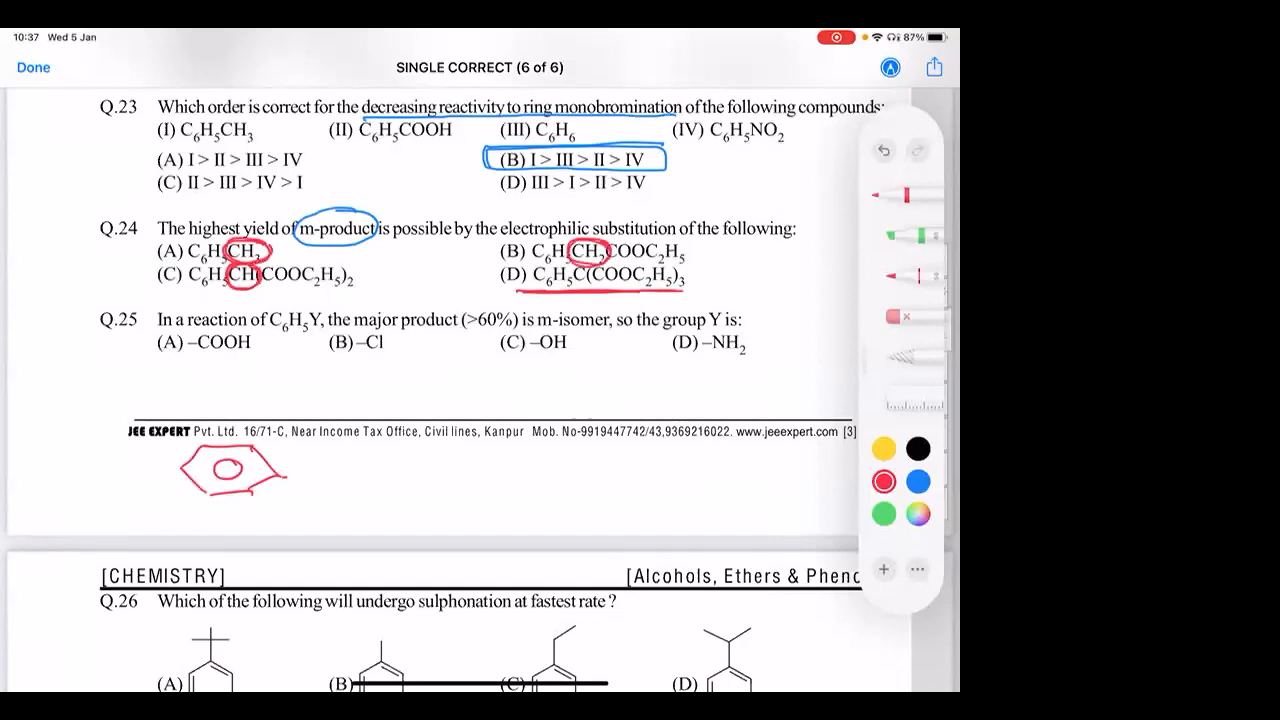 10:37 Wed 5 Jan
87%
Done
SINGLE CORRECT (6 of 6)
Q.23 Which order is correct for the decreasing reactivity to ring monobromination of the following compounds:
(I) C₆H₅CH₃ (II) C₆H₅COOH (III) C₆H₆ (IV) C₆H₅NO₂
(A) I > II > III > IV (B) I > III > II > IV
(C) II > III > IV > I (D) III > I > II > IV
Q.24 The highest yield of m-product is possible by the electrophilic substitution of the following:
(A) C₆H₅CH₃ (B) C₆H₅CH₂COOC₂H₅
(C) C₆H₅CH(COOC₂H₅)₂ (D) C₆H₅C(COOC₂H₅)₃
Q.25 In a reaction of C₆H₅Y, the major product (>60%) is m-isomer, so the group Y is:
(A) –COOH (B) –Cl (C) –OH (D) –NH₂
JEE EXPERT Pvt. Ltd. 16/71-C, Near Income Tax Office, Civil lines, Kanpur Mob. No-9919447742/43,9369216022. www.jeeexpert.com [3]
[CHEMISTRY] [Alcohols, Ethers & Pheno
Q.26 Which of the following will undergo sulphonation at fastest rate ?
(A) (B) (C) (D)